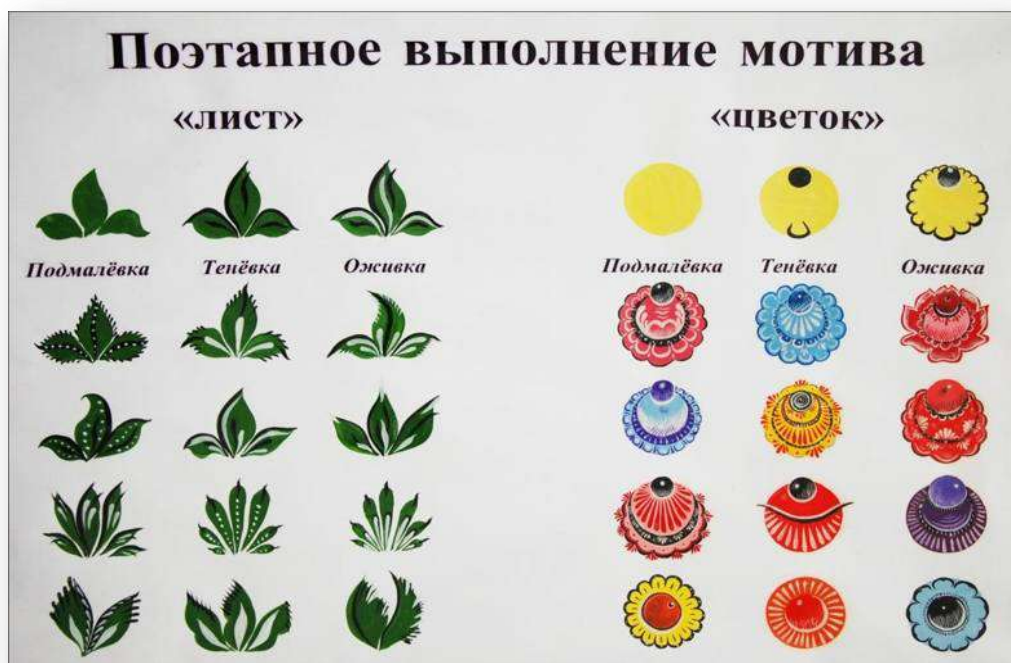 Поэтапное выполнение мотива
«лист»
«цветок»
Подмалёвка Тенёвка Оживка
Подмалёвка Тенёвка Оживка